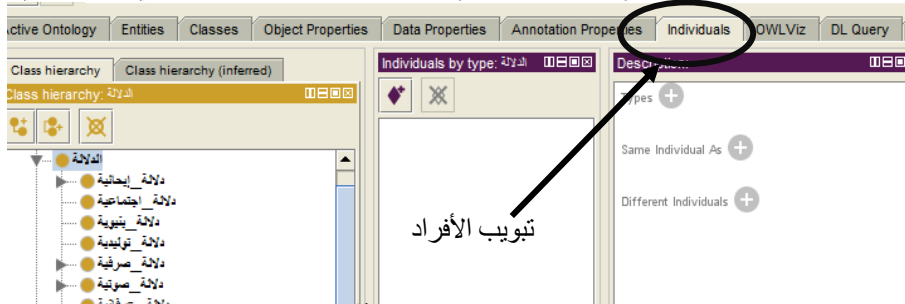 Active Ontology Entities Classes Object Properties Data Properties Annotation Properties Individuals OWLViz DL Query
Class hierarchy Class hierarchy (inferred)
Class hierarchy: الدلالة
الدلالة
دلالة_إيحائية
دلالة_اجتماعية
دلالة_بنيوية
دلالة_توليدية
دلالة_صرفية
دلالة_صوتية
Individuals by type: الدلالة
تبويب الأفراد
Description:
Types
Same Individual As
Different Individuals